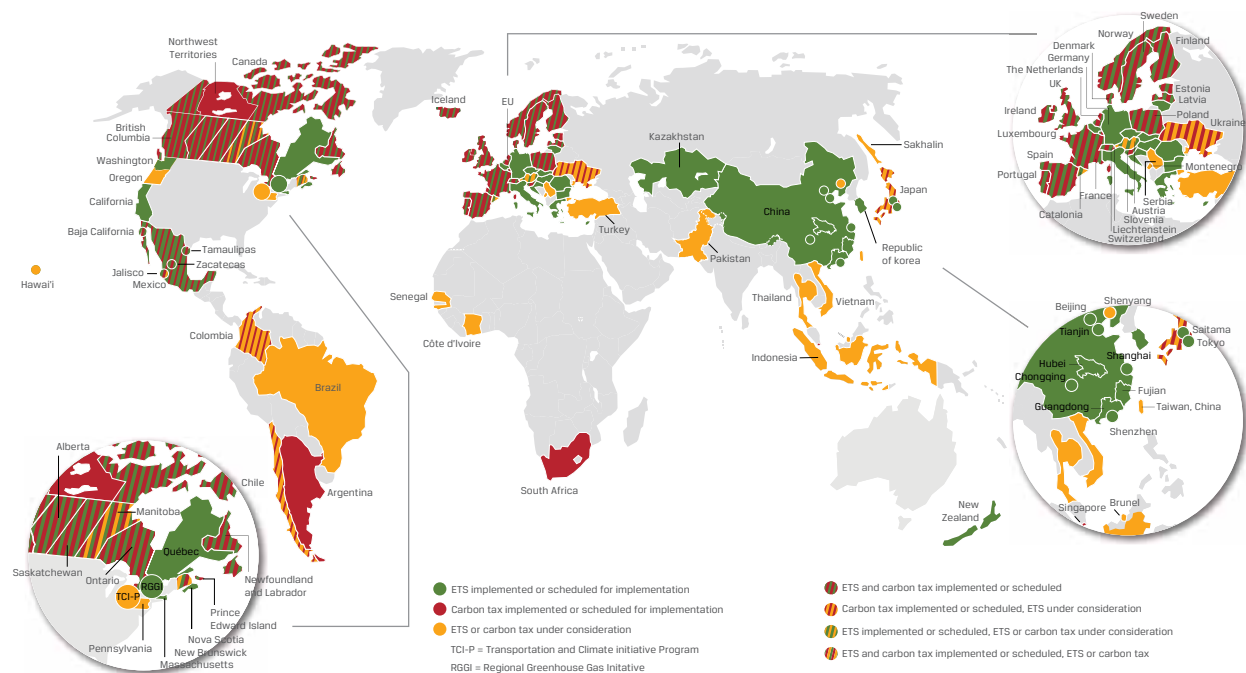 Northwest
Territories
Canada
British
Columbia
Washington
Oregon
California
Baja California
Tamaulipas
Zacatecas
Jalisco
Mexico
Hawai'i
Iceland
EU
Kazakhstan
China
Sakhalin
Japan
Republic
of korea
Turkey
Pakistan
Thailand
Vietnam
Indonesia
Senegal
Côte d'Ivoire
Colombia
Brazil
Chile
Argentina
South Africa
New
Zealand
Sweden
Norway
Finland
Denmark
Germany
The Netherlands
UK
Estonia
Latvia
Ireland
Poland
Ukraine
Luxembourg
Spain
Portugal
Montenegro
France
Serbia
Catalonia
Austria
Slovenia
Liechtenstein
Switzerland
Beijing
Shenyang
Tianjin
Saitama
Tokyo
Hubei
Shanghai
Chongqing
Fujian
Guangdong
Taiwan, China
Shenzhen
Brunel
Singapore
Alberta
Manitoba
Québec
Saskatchewan
Ontario
Newfoundland
and Labrador
TCI-P
RGGI
Prince
Edward Island
Pennsylvania
Nova Scotia
New Brunswick
Massachusetts
ETS implemented or scheduled for implementation
Carbon tax implemented or scheduled for implementation
ETS or carbon tax under consideration
TCI-P = Transportation and Climate initiative Program
RGGI = Regional Greenhouse Gas Initative
ETS and carbon tax implemented or scheduled
Carbon tax implemented or scheduled, ETS under consideration
ETS implemented or scheduled, ETS or carbon tax under consideration
ETS and carbon tax implemented or scheduled, ETS or carbon tax